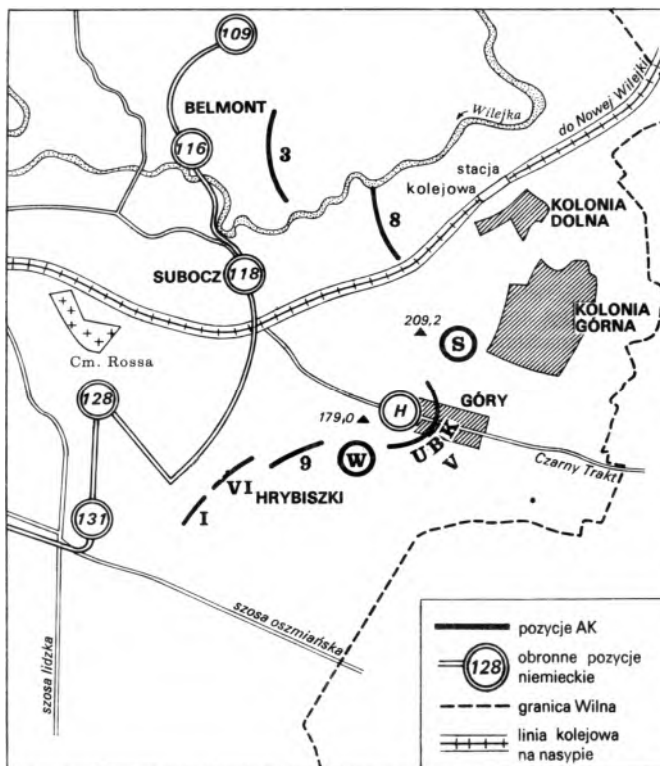 109
BELMONT
Wilejka
do Nowej Wilejki
116
3
stacja
kolejowa
8
KOLONIA
DOLNA
SUBOCZ
118
KOLONIA
GÓRNA
209,2
S
Cm. Rossa
128
179,0
H
GÓRY
U B K
V
9
W
Czarny Trakt
VI
HRYBISZKI
I
131
szosa oszmiańska
szosa lidzka
pozycje AK
128
obronne pozycje
niemieckie
granica Wilna
linia kolejowa
na nasypie